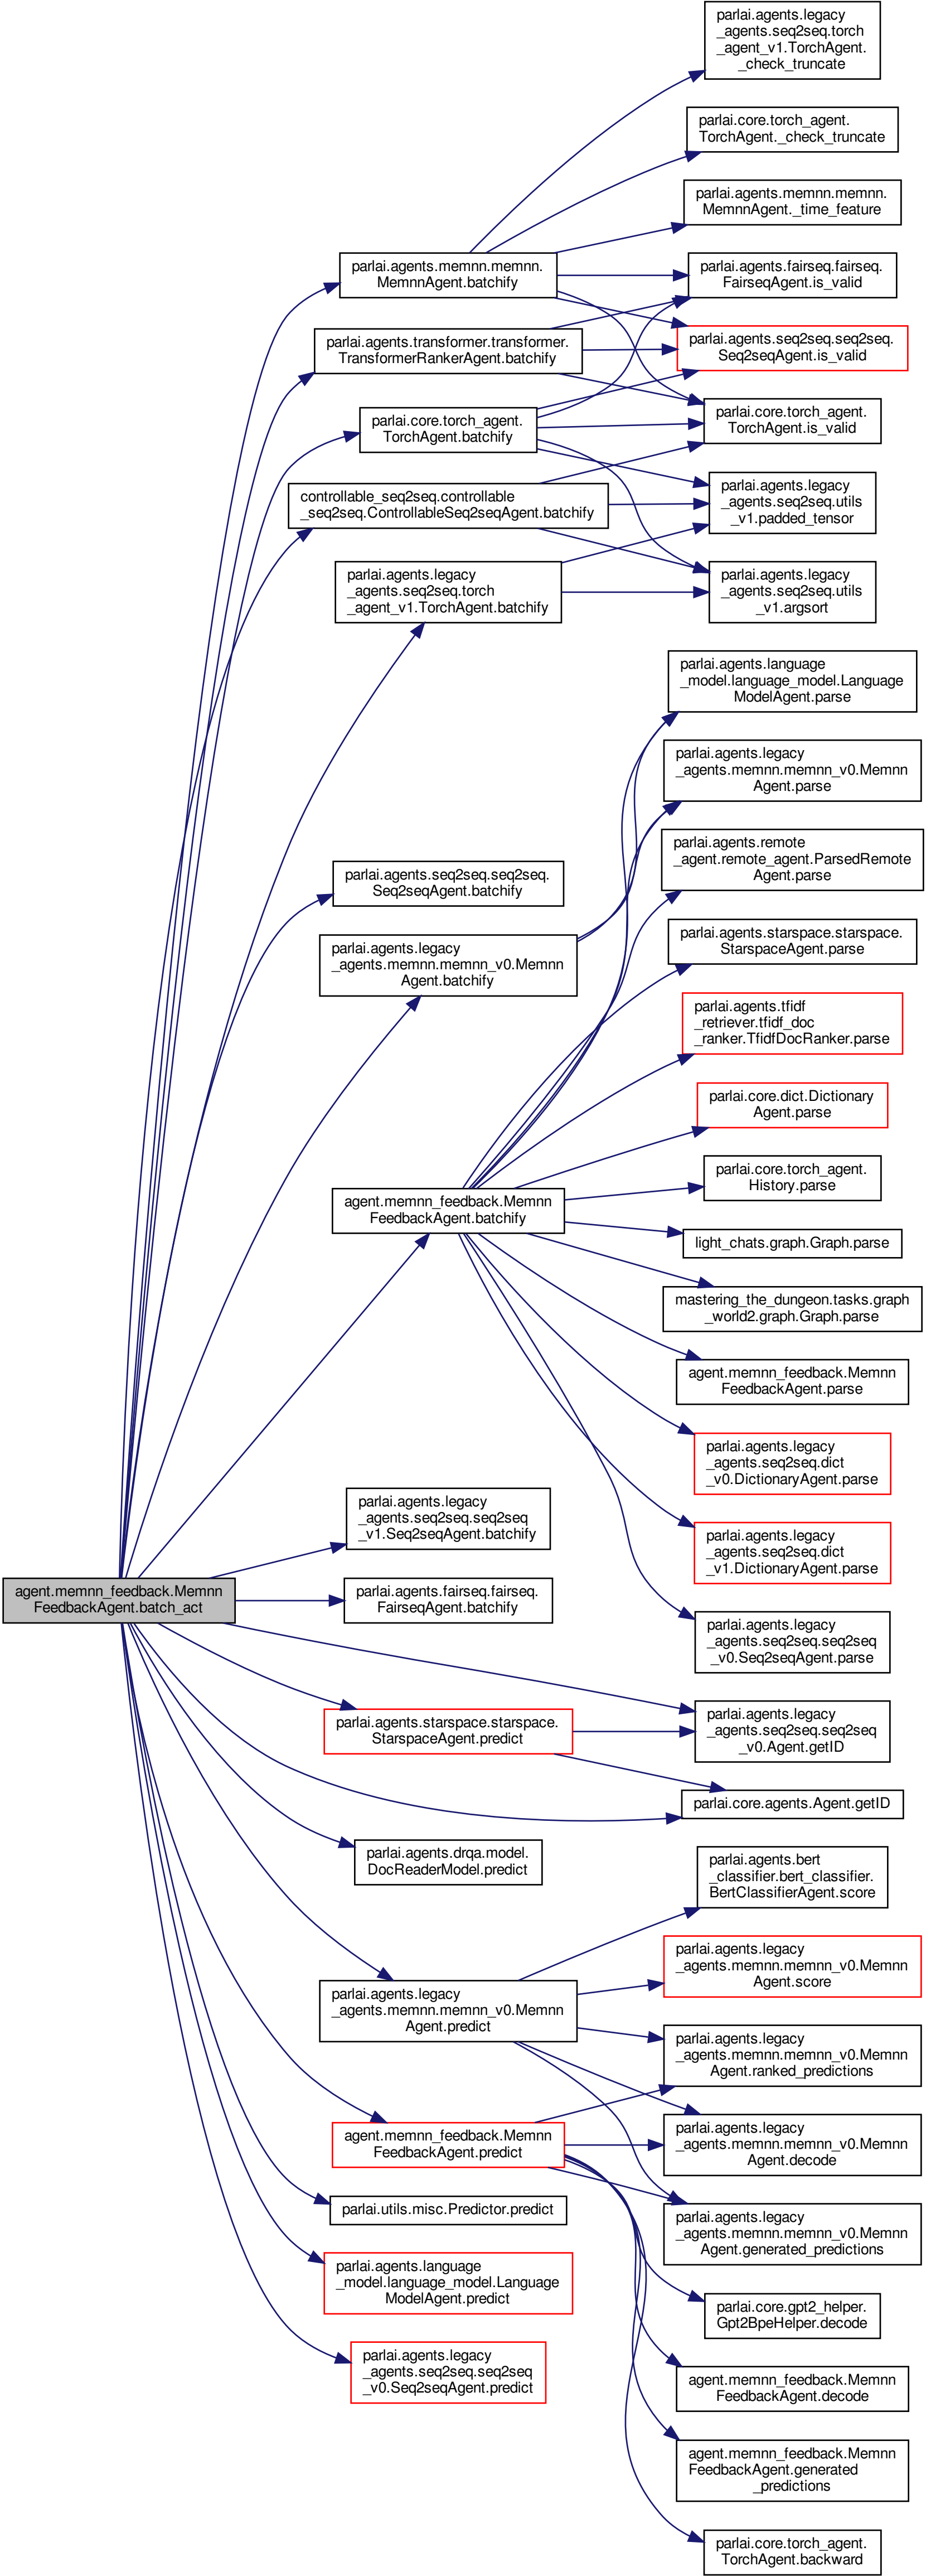 parlai.agents.legacy
_agents.seq2seq.torch
_agent_v1.TorchAgent.
_check_truncate
parlai.core.torch_agent.
TorchAgent._check_truncate
parlai.agents.memnn.memnn.
MemnnAgent._time_feature
parlai.agents.memnn.memnn.
MemnnAgent.batchify
parlai.agents.fairseq.fairseq.
FairseqAgent.is_valid
parlai.agents.transformer.transformer.
TransformerRankerAgent.batchify
parlai.agents.seq2seq.seq2seq.
Seq2seqAgent.is_valid
parlai.core.torch_agent.
TorchAgent.batchify
parlai.core.torch_agent.
TorchAgent.is_valid
controllable_seq2seq.controllable
_seq2seq.ControllableSeq2seqAgent.batchify
parlai.agents.legacy
_agents.seq2seq.utils
_v1.padded_tensor
parlai.agents.legacy
_agents.seq2seq.torch
_agent_v1.TorchAgent.batchify
parlai.agents.legacy
_agents.seq2seq.utils
_v1.argsort
parlai.agents.language
_model.language_model.Language
ModelAgent.parse
parlai.agents.legacy
_agents.memnn.memnn_v0.Memnn
Agent.parse
parlai.agents.remote
_agent.remote_agent.ParsedRemote
Agent.parse
parlai.agents.seq2seq.seq2seq.
Seq2seqAgent.batchify
parlai.agents.starspace.starspace.
StarspaceAgent.parse
parlai.agents.legacy
_agents.memnn.memnn_v0.Memnn
Agent.batchify
parlai.agents.tfidf
_retriever.tfidf_doc
_ranker.TfidfDocRanker.parse
parlai.core.dict.Dictionary
Agent.parse
parlai.core.torch_agent.
History.parse
agent.memnn_feedback.Memnn
FeedbackAgent.batchify
light_chats.graph.Graph.parse
mastering_the_dungeon.tasks.graph
_world2.graph.Graph.parse
agent.memnn_feedback.Memnn
FeedbackAgent.parse
parlai.agents.legacy
_agents.seq2seq.dict
_v0.DictionaryAgent.parse
parlai.agents.legacy
_agents.seq2seq.seq2seq
_v1.Seq2seqAgent.batchify
parlai.agents.legacy
_agents.seq2seq.dict
_v1.DictionaryAgent.parse
agent.memnn_feedback.Memnn
FeedbackAgent.batch_act
parlai.agents.fairseq.fairseq.
FairseqAgent.batchify
parlai.agents.legacy
_agents.seq2seq.seq2seq
_v0.Seq2seqAgent.parse
parlai.agents.starspace.starspace.
StarspaceAgent.predict
parlai.agents.legacy
_agents.seq2seq.seq2seq
_v0.Agent.getID
parlai.core.agents.Agent.getID
parlai.agents.drqa.model.
DocReaderModel.predict
parlai.agents.bert
_classifier.bert_classifier.
BertClassifierAgent.score
parlai.agents.legacy
_agents.memnn.memnn_v0.Memnn
Agent.score
parlai.agents.legacy
_agents.memnn.memnn_v0.Memnn
Agent.predict
parlai.agents.legacy
_agents.memnn.memnn_v0.Memnn
Agent.ranked_predictions
agent.memnn_feedback.Memnn
FeedbackAgent.predict
parlai.agents.legacy
_agents.memnn.memnn_v0.Memnn
Agent.decode
parlai.utils.misc.Predictor.predict
parlai.agents.legacy
_agents.memnn.memnn_v0.Memnn
Agent.generated_predictions
parlai.agents.language
_model.language_model.Language
ModelAgent.predict
parlai.core.gpt2_helper.
Gpt2BpeHelper.decode
parlai.agents.legacy
_agents.seq2seq.seq2seq
_v0.Seq2seqAgent.predict
agent.memnn_feedback.Memnn
FeedbackAgent.decode
agent.memnn_feedback.Memnn
FeedbackAgent.generated
_predictions
parlai.core.torch_agent.
TorchAgent.backward